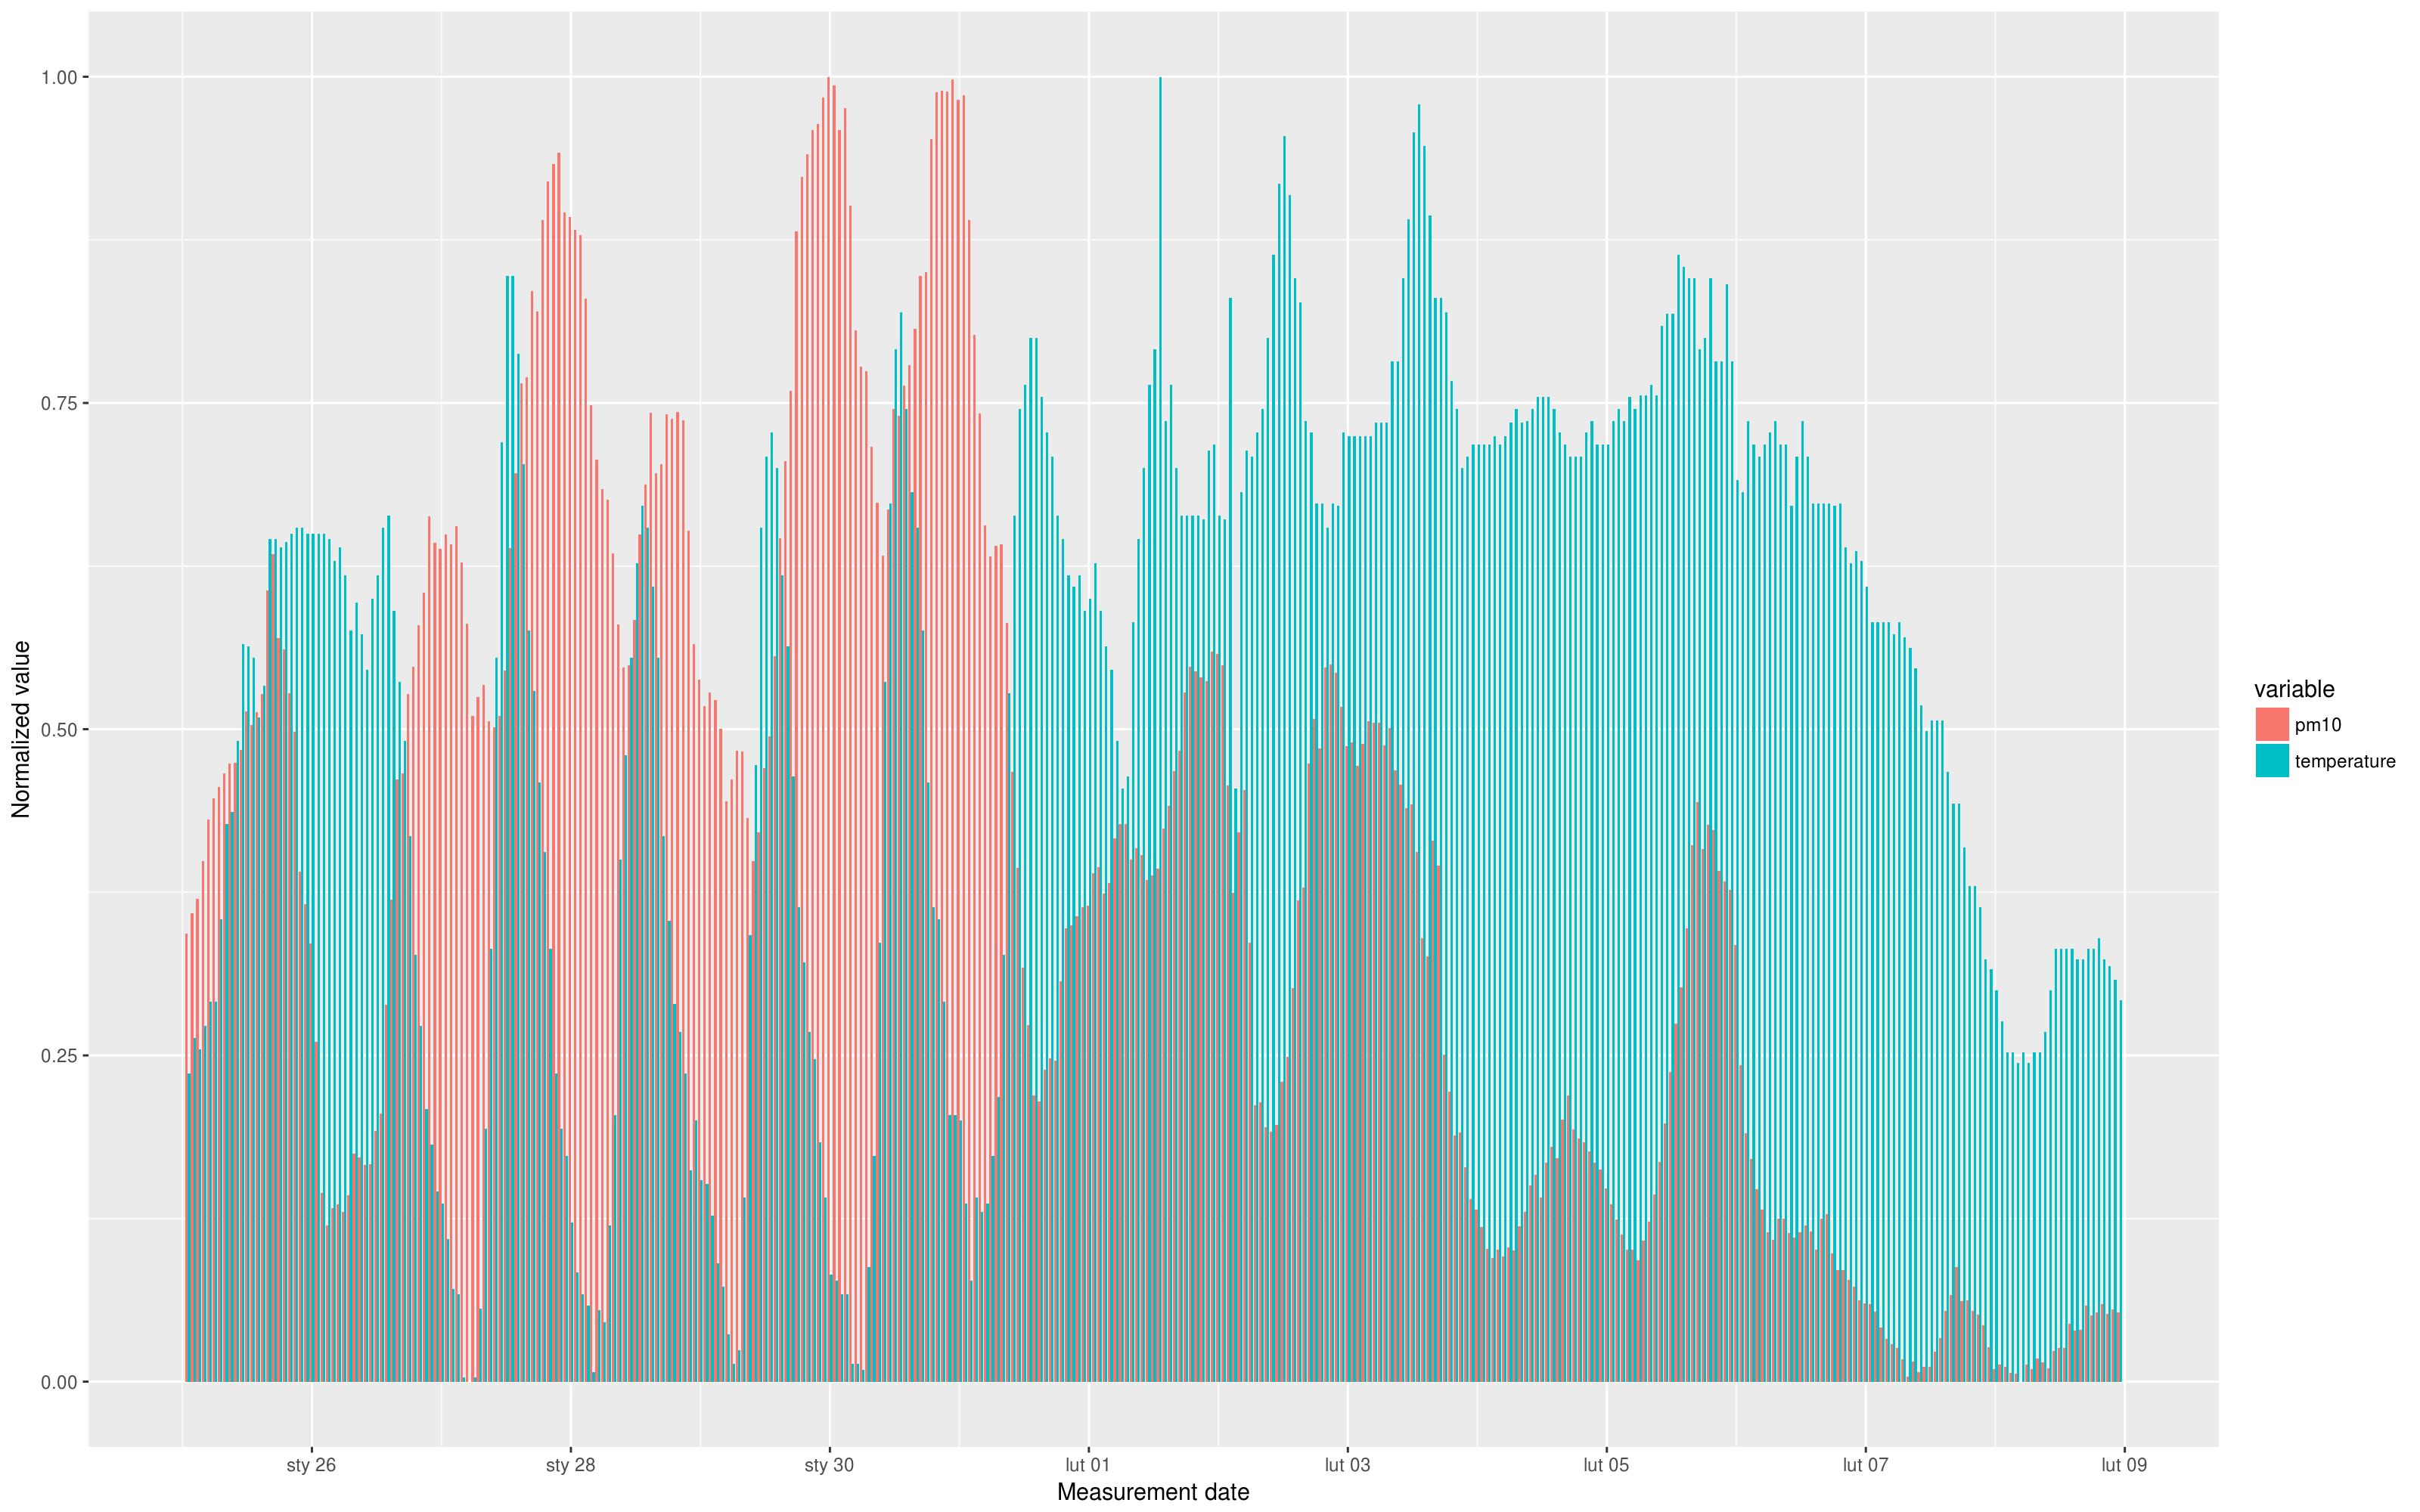 1.00
0.75
0.50
0.25
0.00
Normalized value
sty 26
sty 28
sty 30
lut 01
lut 03
lut 05
lut 07
lut 09
Measurement date
variable
pm10
temperature